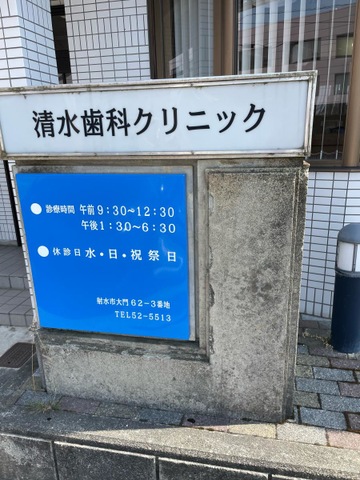 清水歯科クリニック
診療時間 午前 9:30~12:30
午後 1:30~6:30
休診日 水・日・祝祭日
射水市大門 62-3番地
TEL52-5513